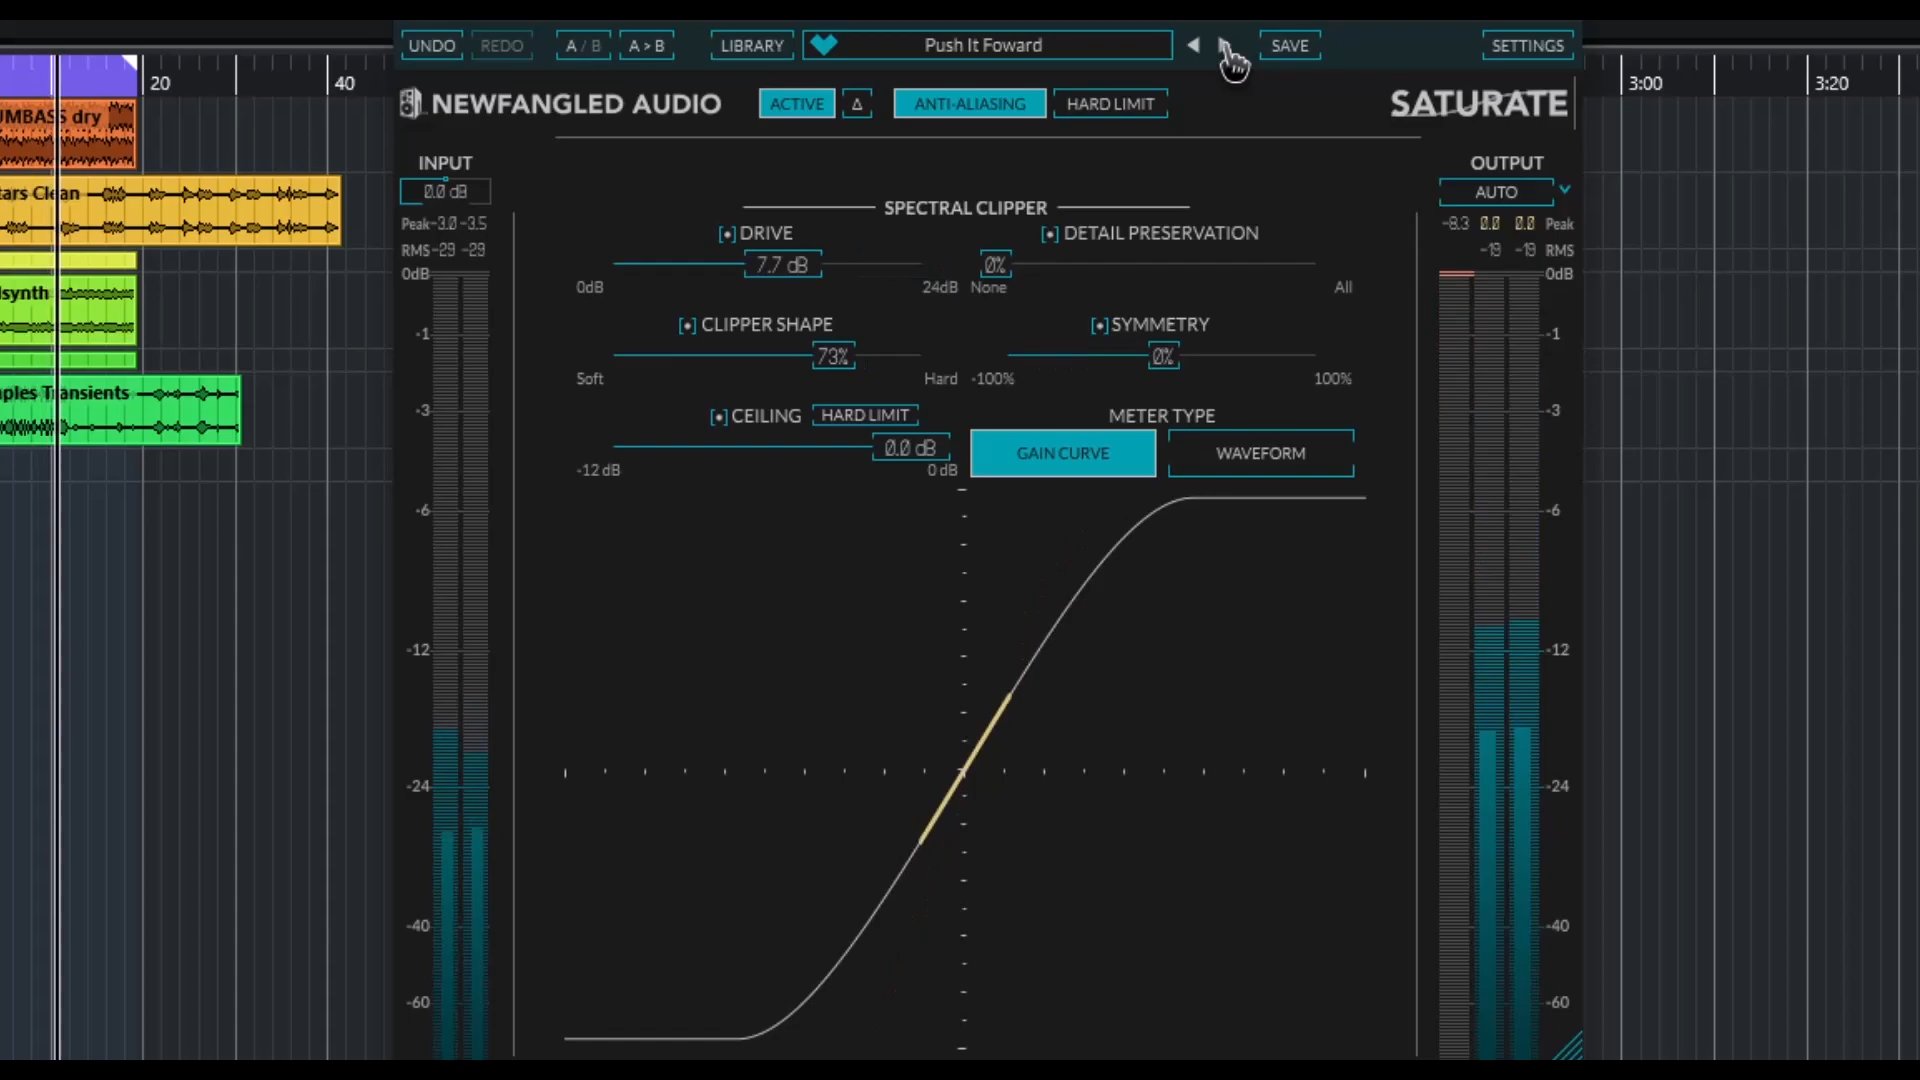 UNDO REDO A / B A > B LIBRARY Push It Foward SAVE SETTINGS
20 40 3:00 3:20
NEWFANGLED AUDIO ACTIVE Δ ANTI-ALIASING HARD LIMIT SATURATE
UMBASS dry
tars Clean
lsynth
ples Transients
INPUT
0.0 dB
Peak -3.0 -3.5
RMS -29 -29
0dB
-1
-3
-6
-12
-24
-40
-60
SPECTRAL CLIPPER
DRIVE
7.7 dB
0dB 24dB
DETAIL PRESERVATION
0%
None All
CLIPPER SHAPE
73%
Soft Hard
SYMMETRY
0%
-100% 100%
CEILING HARD LIMIT
0.0 dB
-12 dB 0 dB
METER TYPE
GAIN CURVE WAVEFORM
OUTPUT
AUTO
-8.3 0.0 0.0 Peak
-19 -19 RMS
0dB
-1
-3
-6
-12
-24
-40
-60